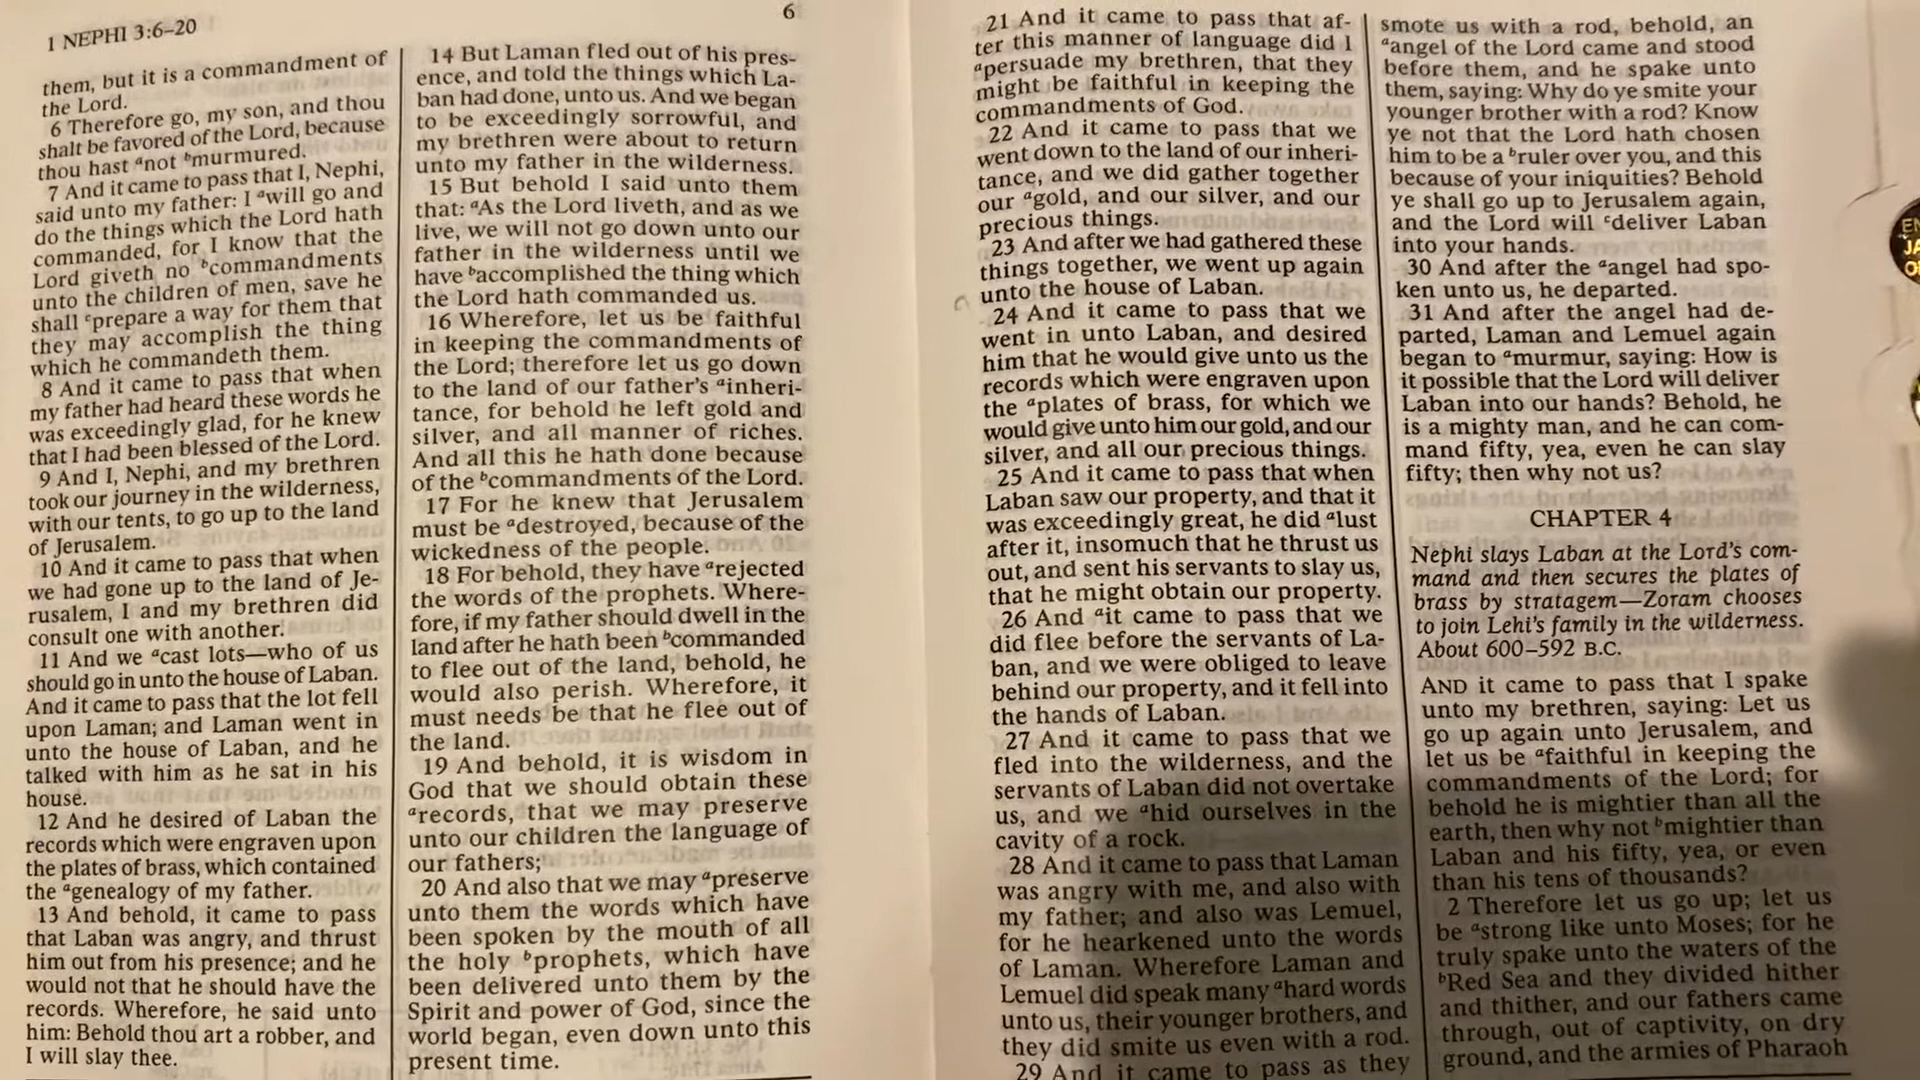 1 NEPHI 3:6–20
6
them, but it is a commandment of
the Lord.
6 Therefore go, my son, and thou
shalt be favored of the Lord, because
thou hast anot bmurmured.
7 And it came to pass that I, Nephi,
said unto my father: I awill go and
do the things which the Lord hath
commanded, for I know that the
Lord giveth no bcommandments
unto the children of men, save he
shall cprepare a way for them that
they may accomplish the thing
which he commandeth them.
8 And it came to pass that when
my father had heard these words he
was exceedingly glad, for he knew
that I had been blessed of the Lord.
9 And I, Nephi, and my brethren
took our journey in the wilderness,
with our tents, to go up to the land
of Jerusalem.
10 And it came to pass that when
we had gone up to the land of Je-
rusalem, I and my brethren did
consult one with another.
11 And we acast lots—who of us
should go in unto the house of Laban.
And it came to pass that the lot fell
upon Laman; and Laman went in
unto the house of Laban, and he
talked with him as he sat in his
house.
12 And he desired of Laban the
records which were engraven upon
the plates of brass, which contained
the agenealogy of my father.
13 And behold, it came to pass
that Laban was angry, and thrust
him out from his presence; and he
would not that he should have the
records. Wherefore, he said unto
him: Behold thou art a robber, and
I will slay thee.
14 But Laman fled out of his pres-
ence, and told the things which La-
ban had done, unto us. And we began
to be exceedingly sorrowful, and
my brethren were about to return
unto my father in the wilderness.
15 But behold I said unto them
that: aAs the Lord liveth, and as we
live, we will not go down unto our
father in the wilderness until we
have baccomplished the thing which
the Lord hath commanded us.
16 Wherefore, let us be faithful
in keeping the commandments of
the Lord; therefore let us go down
to the land of our father's ainheri-
tance, for behold he left gold and
silver, and all manner of riches.
And all this he hath done because
of the bcommandments of the Lord.
17 For he knew that Jerusalem
must be adestroyed, because of the
wickedness of the people.
18 For behold, they have arejected
the words of the prophets. Where-
fore, if my father should dwell in the
land after he hath been bcommanded
to flee out of the land, behold, he
would also perish. Wherefore, it
must needs be that he flee out of
the land.
19 And behold, it is wisdom in
God that we should obtain these
arecords, that we may preserve
unto our children the language of
our fathers;
20 And also that we may apreserve
unto them the words which have
been spoken by the mouth of all
the holy bprophets, which have
been delivered unto them by the
Spirit and power of God, since the
world began, even down unto this
present time.
21 And it came to pass that af-
ter this manner of language did I
apersuade my brethren, that they
might be faithful in keeping the
commandments of God.
22 And it came to pass that we
went down to the land of our inheri-
tance, and we did gather together
our agold, and our silver, and our
precious things.
23 And after we had gathered these
things together, we went up again
unto the house of Laban.
24 And it came to pass that we
went in unto Laban, and desired
him that he would give unto us the
records which were engraven upon
the aplates of brass, for which we
would give unto him our gold, and our
silver, and all our precious things.
25 And it came to pass that when
Laban saw our property, and that it
was exceedingly great, he did alust
after it, insomuch that he thrust us
out, and sent his servants to slay us,
that he might obtain our property.
26 And ait came to pass that we
did flee before the servants of La-
ban, and we were obliged to leave
behind our property, and it fell into
the hands of Laban.
27 And it came to pass that we
fled into the wilderness, and the
servants of Laban did not overtake
us, and we ahid ourselves in the
cavity of a rock.
28 And it came to pass that Laman
was angry with me, and also with
my father; and also was Lemuel,
for he hearkened unto the words
of Laman. Wherefore Laman and
Lemuel did speak many ahard words
unto us, their younger brothers, and
they did smite us even with a rod.
29 And it came to pass as they
smote us with a rod, behold, an
aangel of the Lord came and stood
before them, and he spake unto
them, saying: Why do ye smite your
younger brother with a rod? Know
ye not that the Lord hath chosen
him to be a bruler over you, and this
because of your iniquities? Behold
ye shall go up to Jerusalem again,
and the Lord will cdeliver Laban
into your hands.
30 And after the aangel had spo-
ken unto us, he departed.
31 And after the angel had de-
parted, Laman and Lemuel again
began to amurmur, saying: How is
it possible that the Lord will deliver
Laban into our hands? Behold, he
is a mighty man, and he can com-
mand fifty, yea, even he can slay
fifty; then why not us?
CHAPTER 4
Nephi slays Laban at the Lord's com-
mand and then secures the plates of
brass by stratagem—Zoram chooses
to join Lehi's family in the wilderness.
About 600–592 B.C.
AND it came to pass that I spake
unto my brethren, saying: Let us
go up again unto Jerusalem, and
let us be afaithful in keeping the
commandments of the Lord; for
behold he is mightier than all the
earth, then why not bmightier than
Laban and his fifty, yea, or even
than his tens of thousands?
2 Therefore let us go up; let us
be astrong like unto Moses; for he
truly spake unto the waters of the
bRed Sea and they divided hither
and thither, and our fathers came
through, out of captivity, on dry
ground, and the armies of Pharaoh